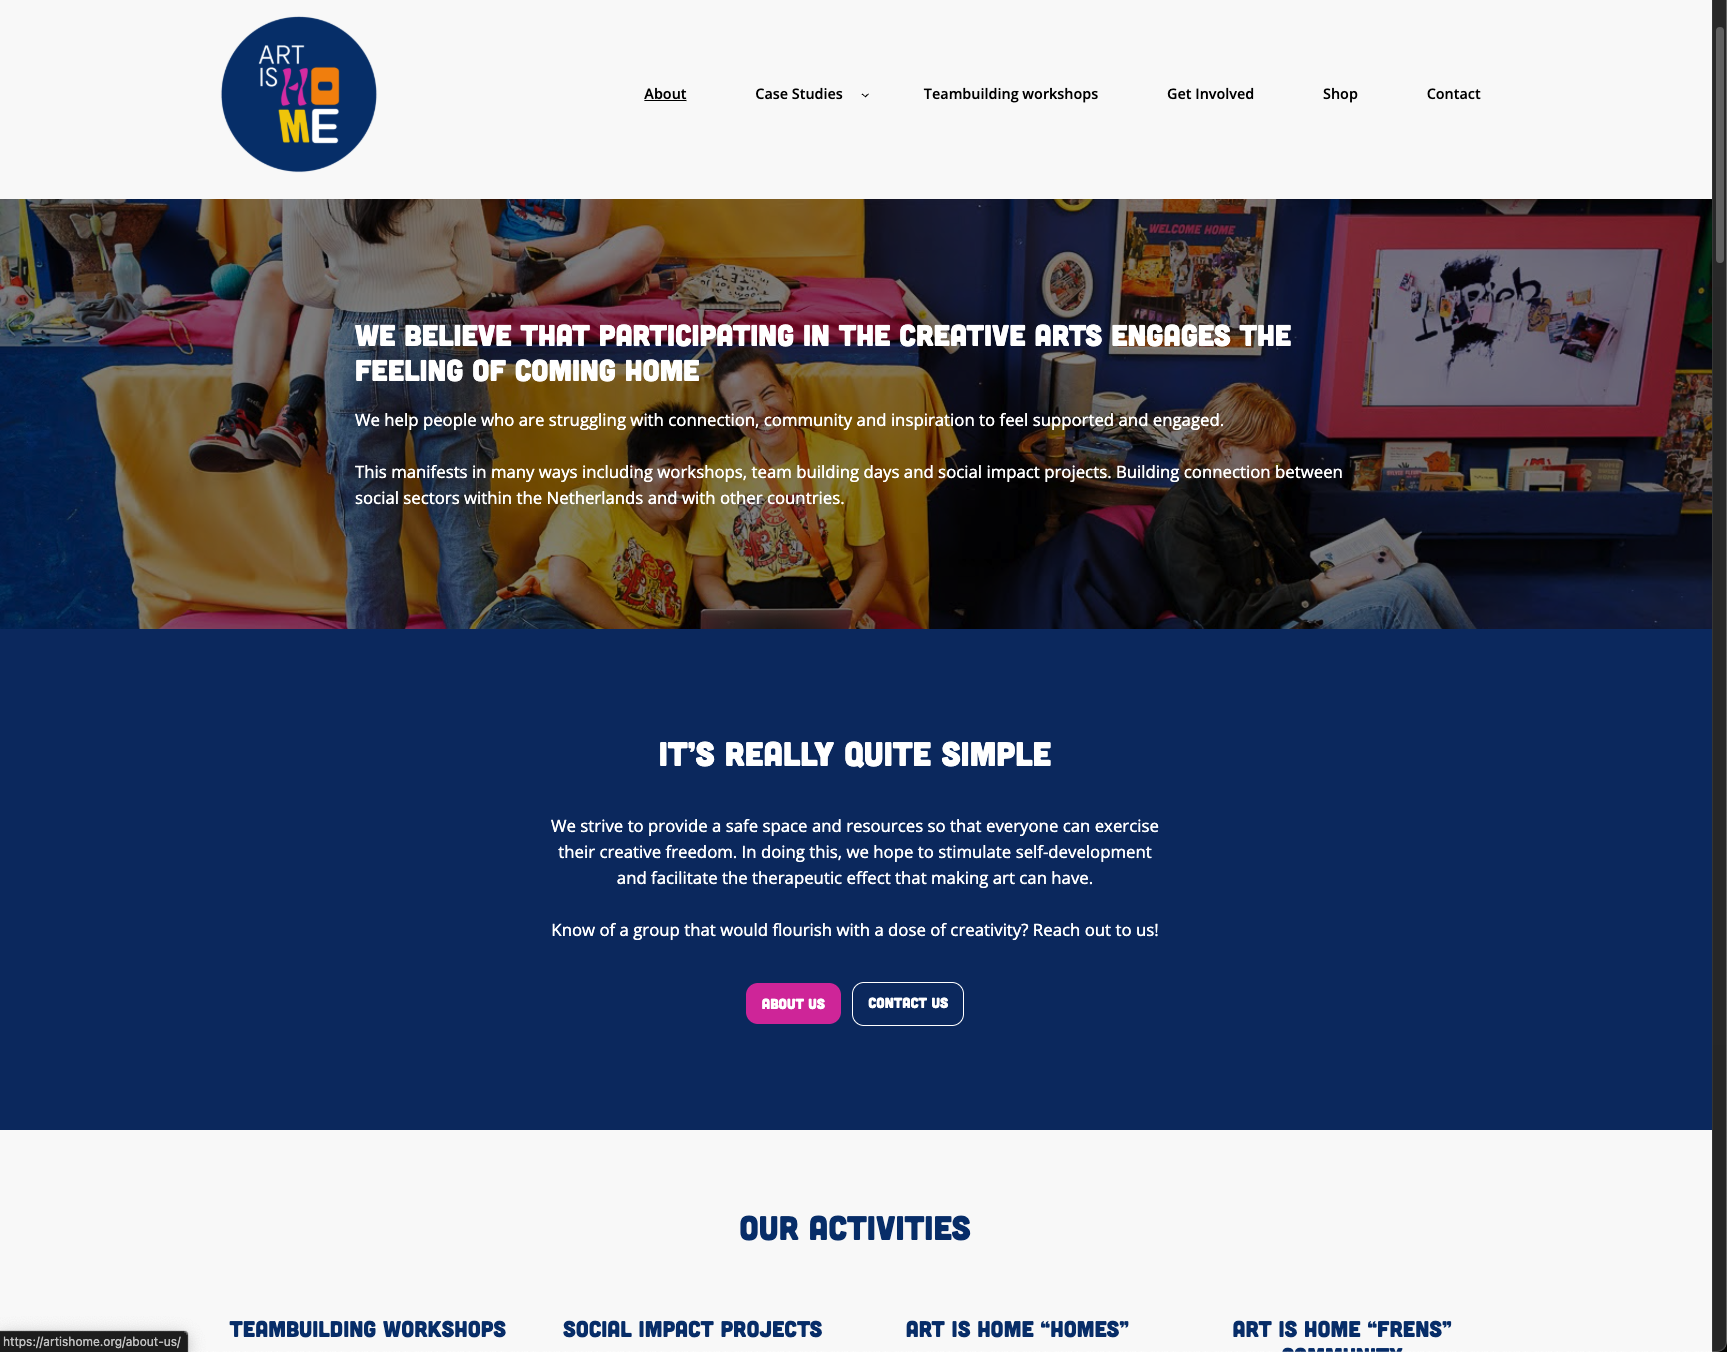 ART
IS HO
ME
About
Case Studies
Teambuilding workshops
Get Involved
Shop
Contact
WELCOME HOME
WE BELIEVE THAT PARTICIPATING IN THE CREATIVE ARTS ENGAGES THE
FEELING OF COMING HOME
We help people who are struggling with connection, community and inspiration to feel supported and engaged.
This manifests in many ways including workshops, team building days and social impact projects. Building connection between
social sectors within the Netherlands and with other countries.
IT’S REALLY QUITE SIMPLE
We strive to provide a safe space and resources so that everyone can exercise
their creative freedom. In doing this, we hope to stimulate self-development
and facilitate the therapeutic effect that making art can have.
Know of a group that would flourish with a dose of creativity? Reach out to us!
ABOUT US
CONTACT US
OUR ACTIVITIES
TEAMBUILDING WORKSHOPS
SOCIAL IMPACT PROJECTS
ART IS HOME “HOMES”
ART IS HOME “FRENS”
COMMUNITY
https://artishome.org/about-us/